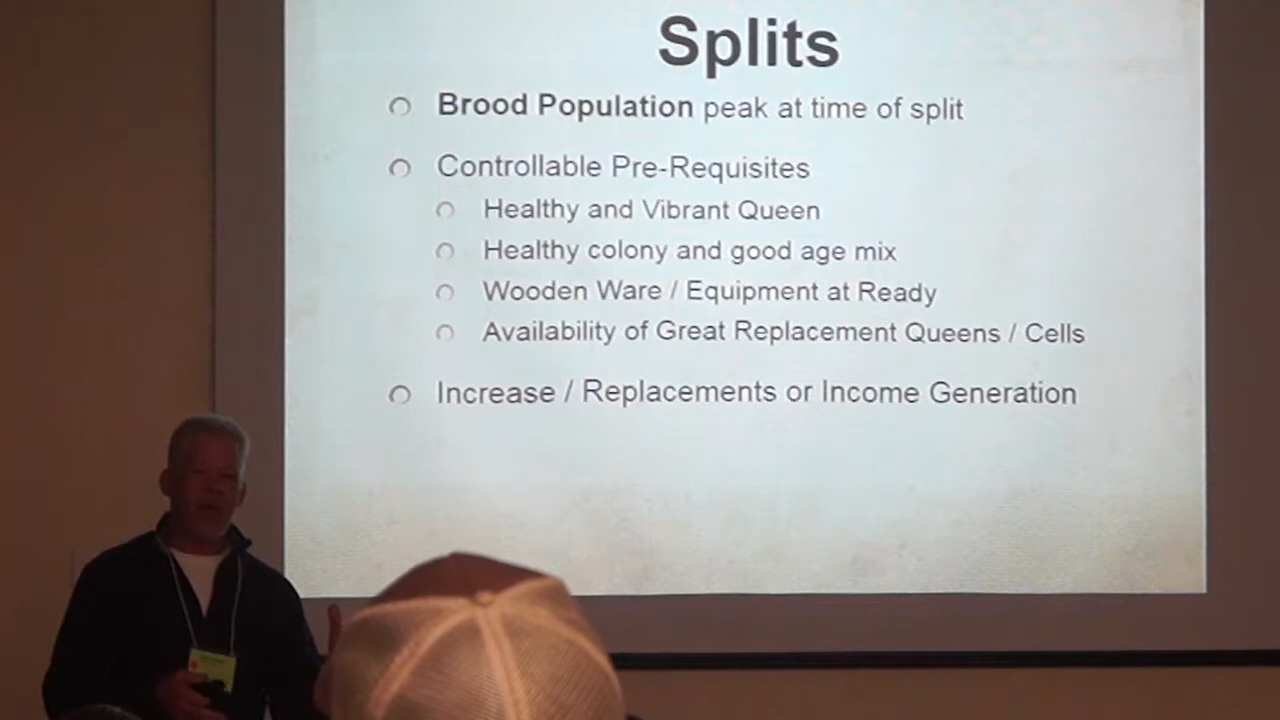 Splits
Brood Population peak at time of split
Controllable Pre-Requisites
Healthy and Vibrant Queen
Healthy colony and good age mix
Wooden Ware / Equipment at Ready
Availability of Great Replacement Queens / Cells
Increase / Replacements or Income Generation